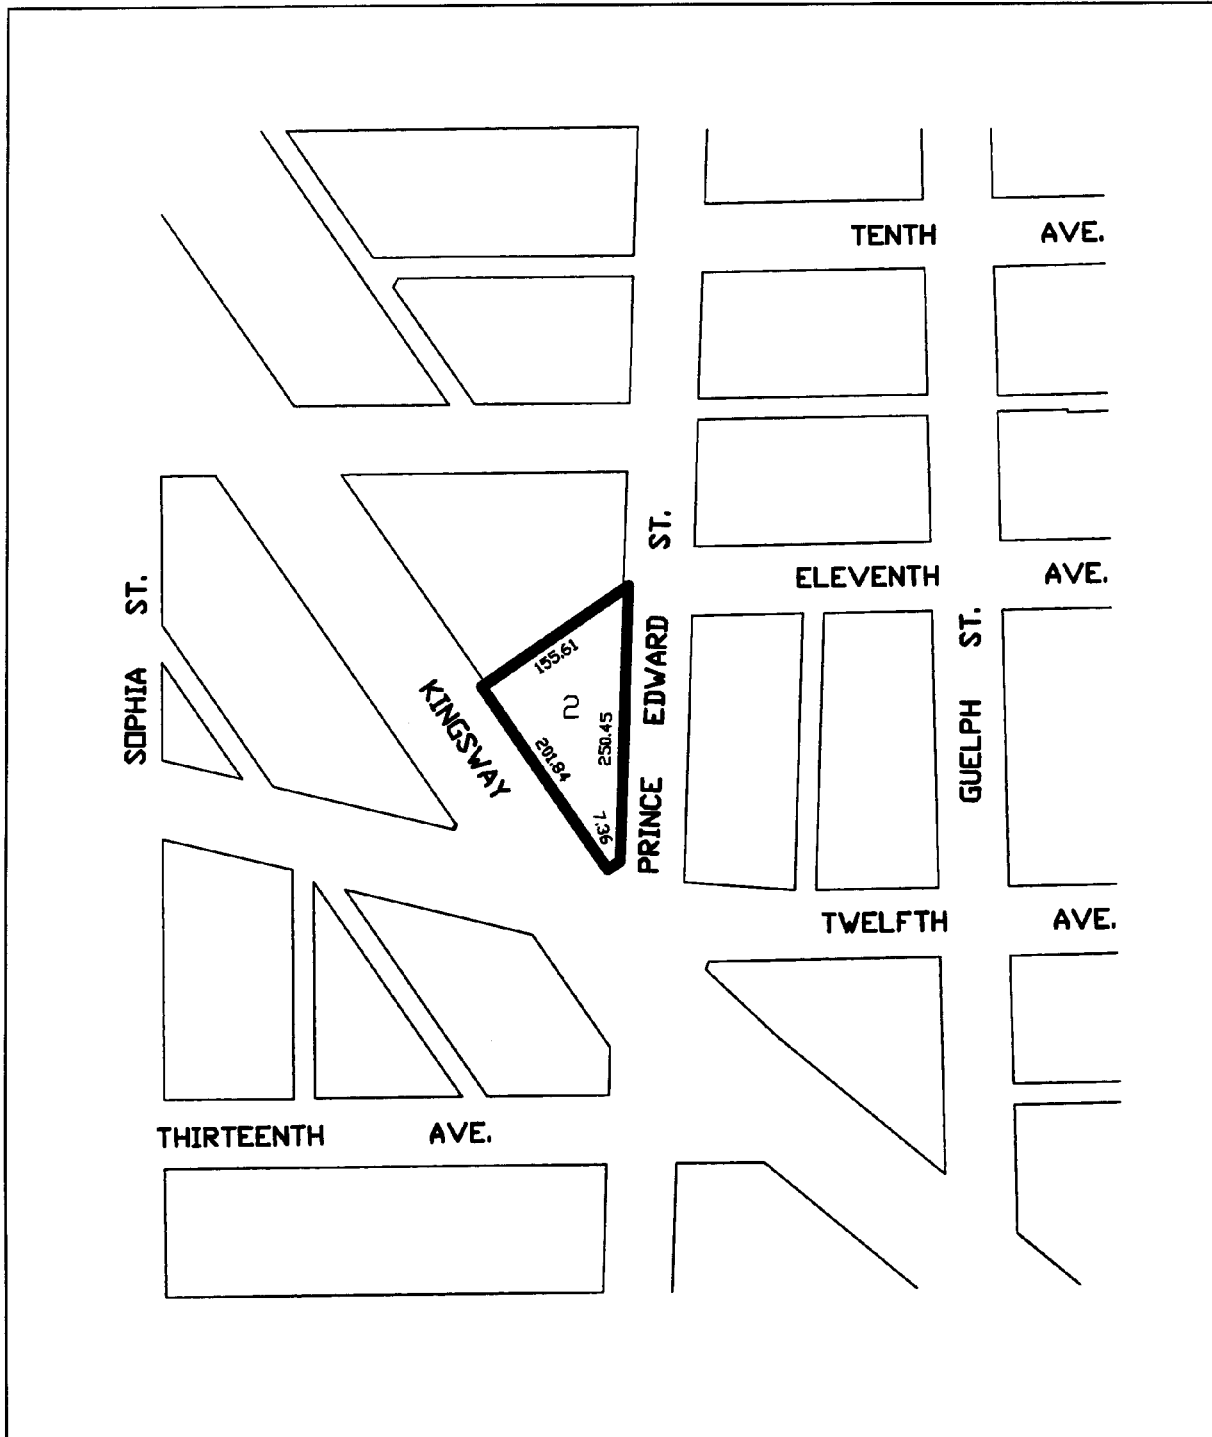 TENTH AVE.
ELEVENTH AVE.
SOPHIA ST.
KINGSWAY
155.61
2
201.84
250.45
7.36
PRINCE EDWARD ST.
GUELPH ST.
TWELFTH AVE.
THIRTEENTH AVE.